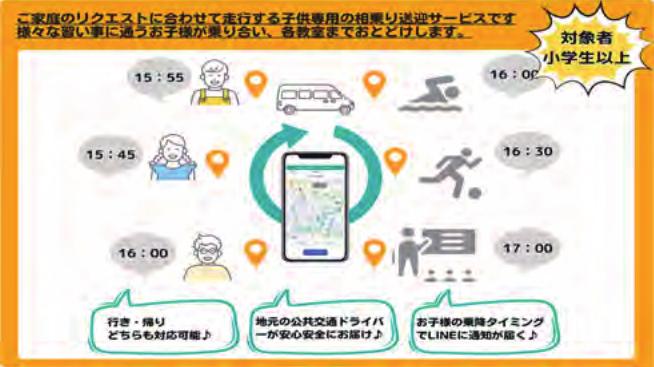 ご家庭のリクエストに合わせて走行する子供専用の相乗り送迎サービスです
様々な習い事に通うお子様が乗り合い、各教室までおとどけします。
対象者
小学生以上
15:55
16:00
15:45
16:30
16:00
17:00
行き・帰り
どちらも対応可能♪
地元の公共交通ドライバ
ーが安心安全にお届け♪
お子様の乗降タイミング
でLINEに通知が届く♪